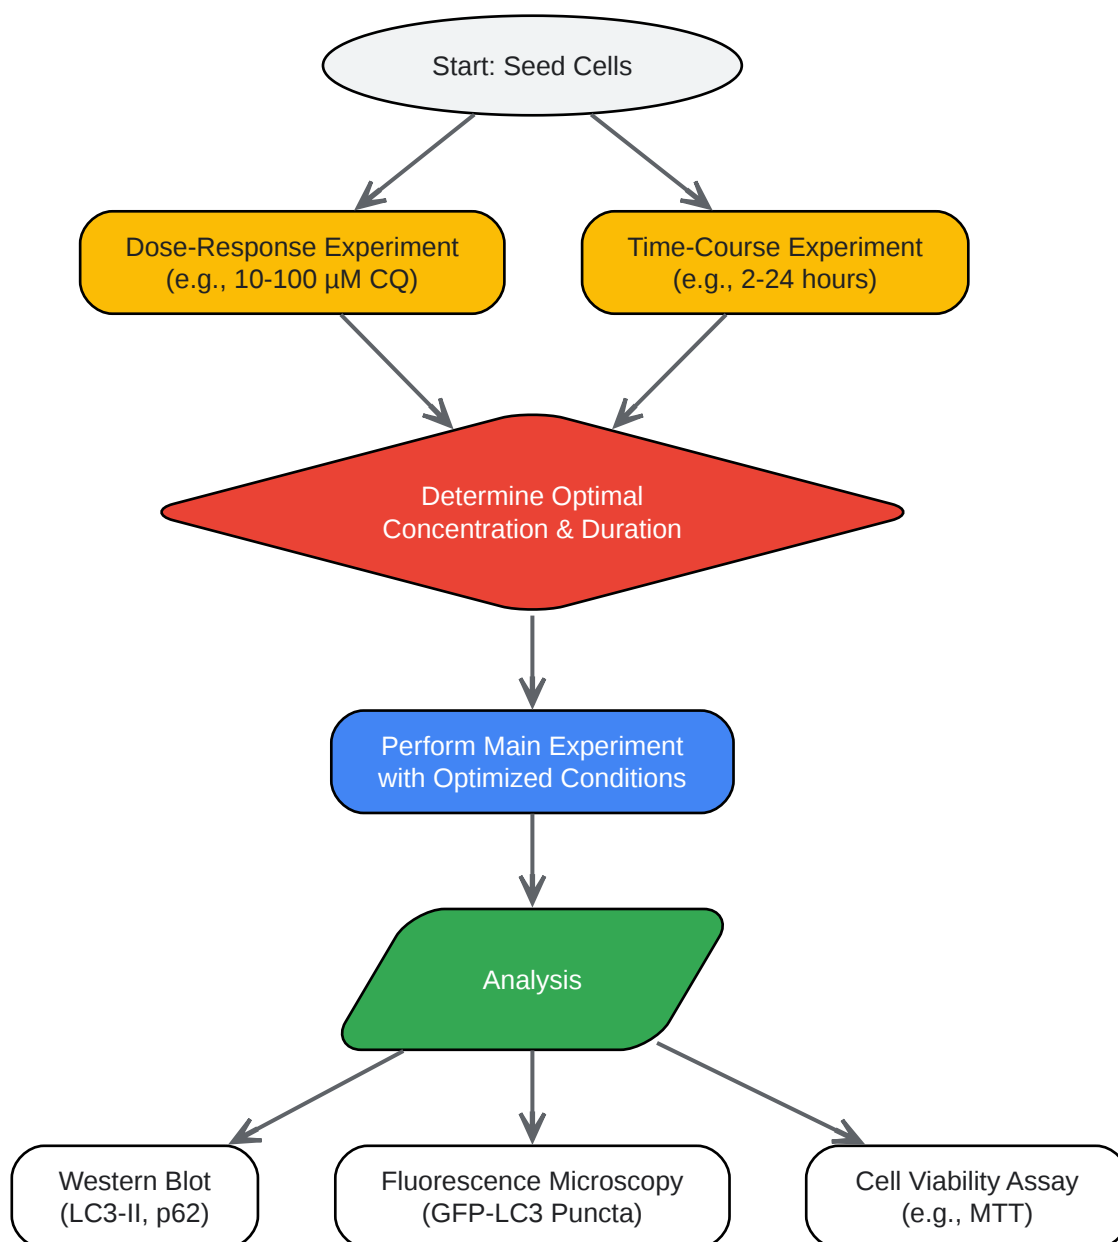 Start: Seed Cells
Dose-Response Experiment
(e.g., 10-100 µM CQ)
Time-Course Experiment
(e.g., 2-24 hours)
Determine Optimal
Concentration & Duration
Perform Main Experiment
with Optimized Conditions
Analysis
Western Blot
(LC3-II, p62)
Fluorescence Microscopy
(GFP-LC3 Puncta)
Cell Viability Assay
(e.g., MTT)